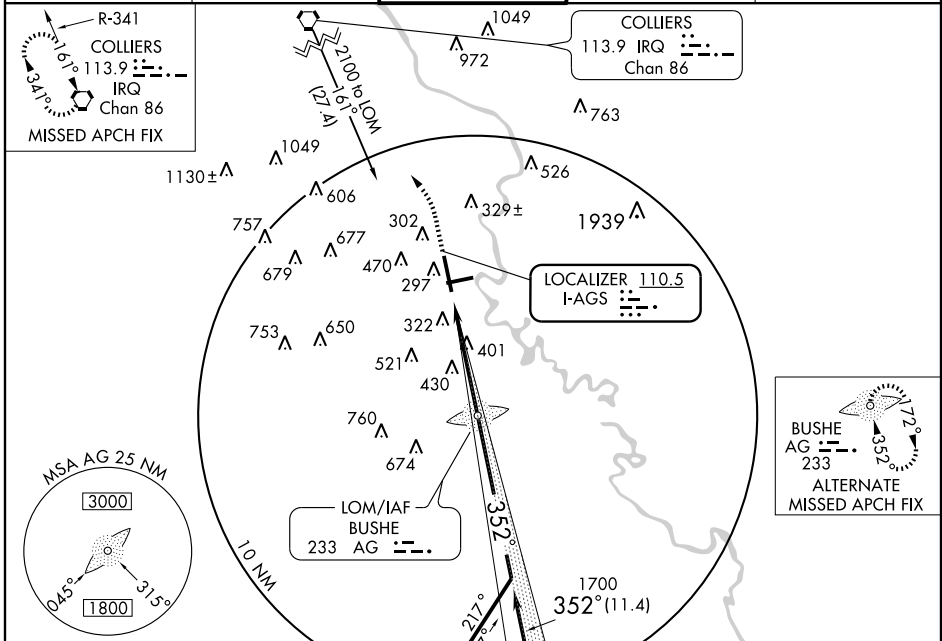 R-341
COLLIERS
113.9
IRQ
Chan 86
161°
341°
MISSED APCH FIX
1049
972
COLLIERS
113.9 IRQ
Chan 86
2100 to LOM
161°
(27.4)
763
1049
1130±
606
526
329±
1939
757
302
677
679
470
297
LOCALIZER 110.5
I-AGS
322
753
650
401
521
430
760
674
BUSHE
AG
233
172°
352°
ALTERNATE
MISSED APCH FIX
MSA AG 25 NM
3000
045°
315°
1800
LOM/IAF
BUSHE
233 AG
352°
10 NM
1700
352° (11.4)
217°